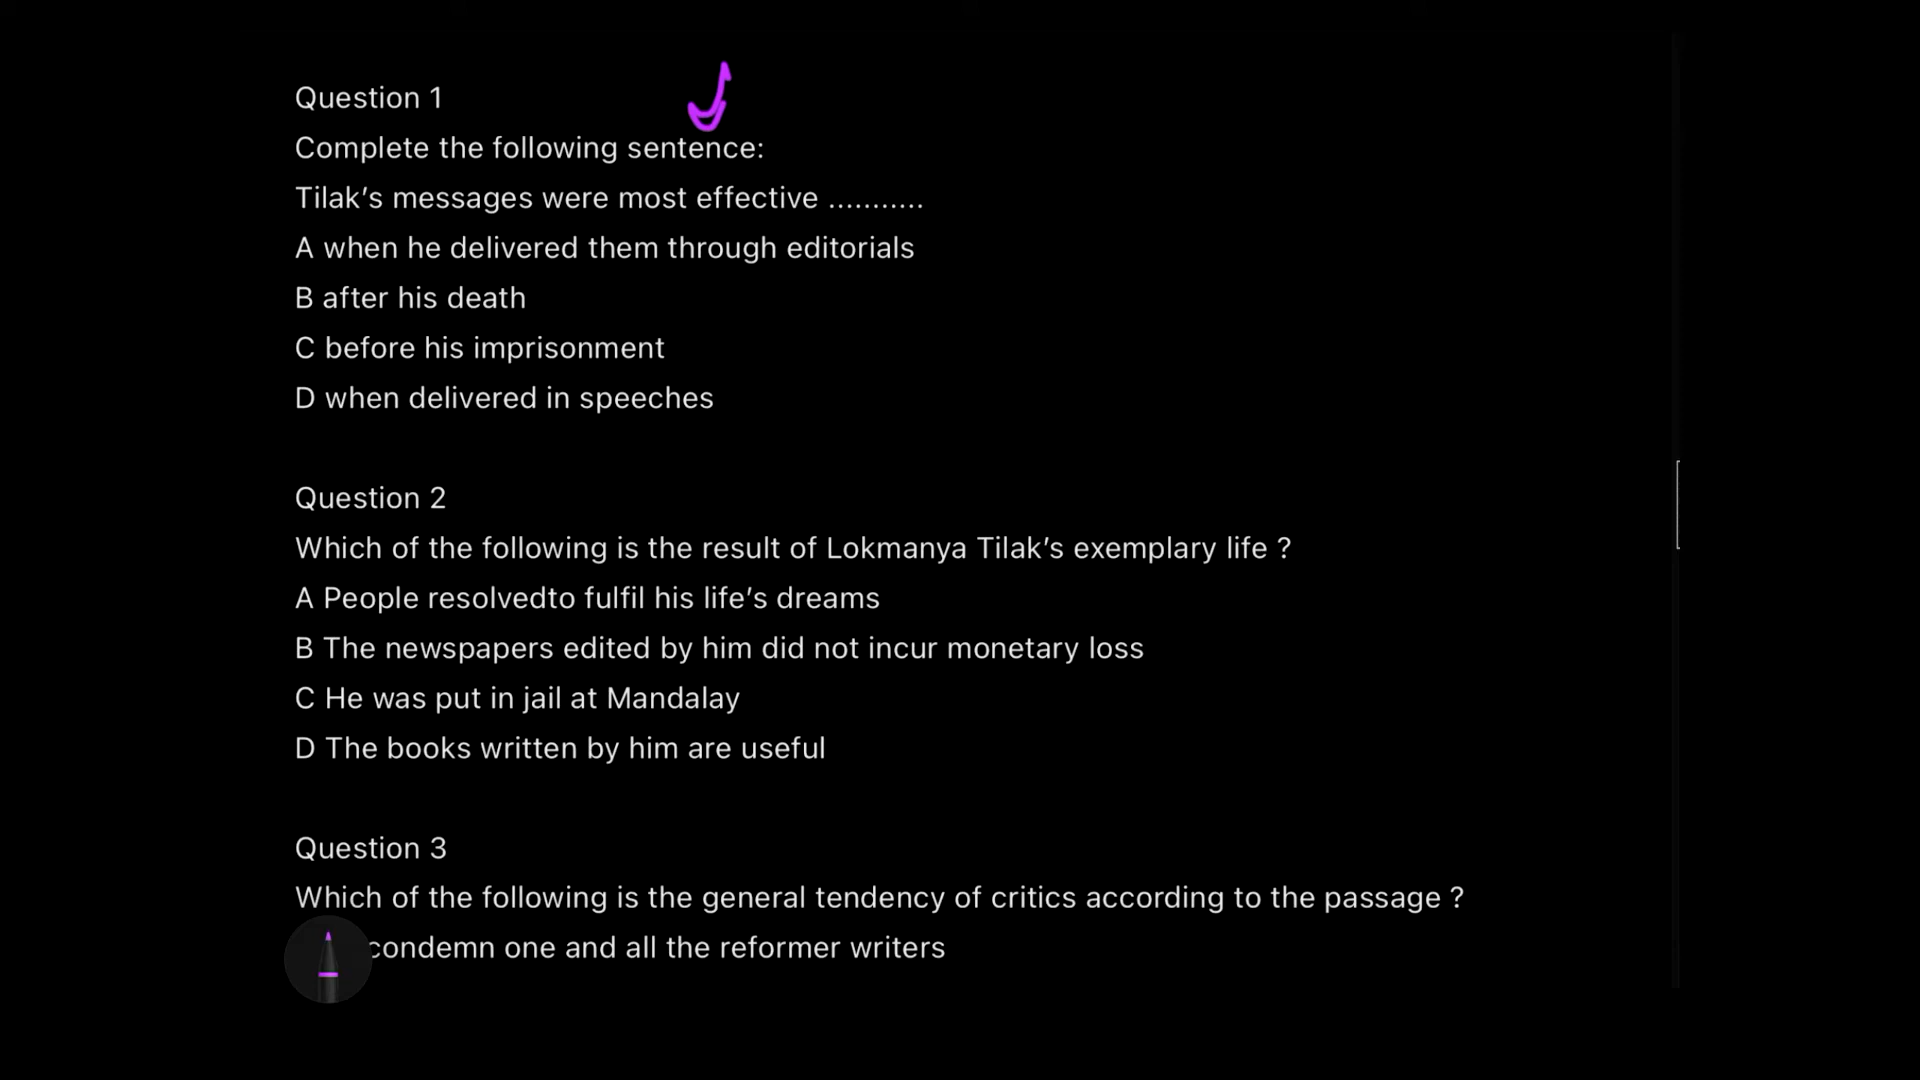 Question 1
Complete the following sentence:
Tilak’s messages were most effective ...........
A when he delivered them through editorials
B after his death
C before his imprisonment
D when delivered in speeches
Question 2
Which of the following is the result of Lokmanya Tilak’s exemplary life ?
A People resolvedto fulfil his life’s dreams
B The newspapers edited by him did not incur monetary loss
C He was put in jail at Mandalay
D The books written by him are useful
Question 3
Which of the following is the general tendency of critics according to the passage ?
condemn one and all the reformer writers